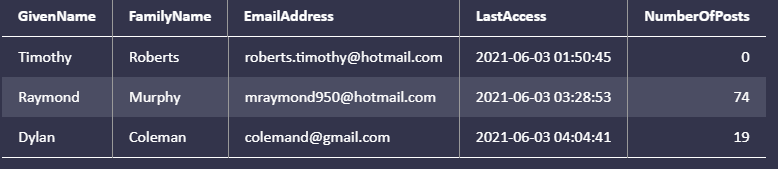 GivenName FamilyName EmailAddress LastAccess NumberOfPosts
Timothy Roberts roberts.timothy@hotmail.com 2021-06-03 01:50:45 0
Raymond Murphy mraymond950@hotmail.com 2021-06-03 03:28:53 74
Dylan Coleman colemand@gmail.com 2021-06-03 04:04:41 19